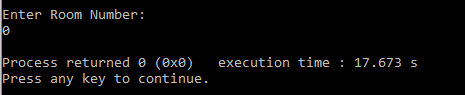 Enter Room Number:
0
Process returned 0 (0x0)   execution time : 17.673 s
Press any key to continue.